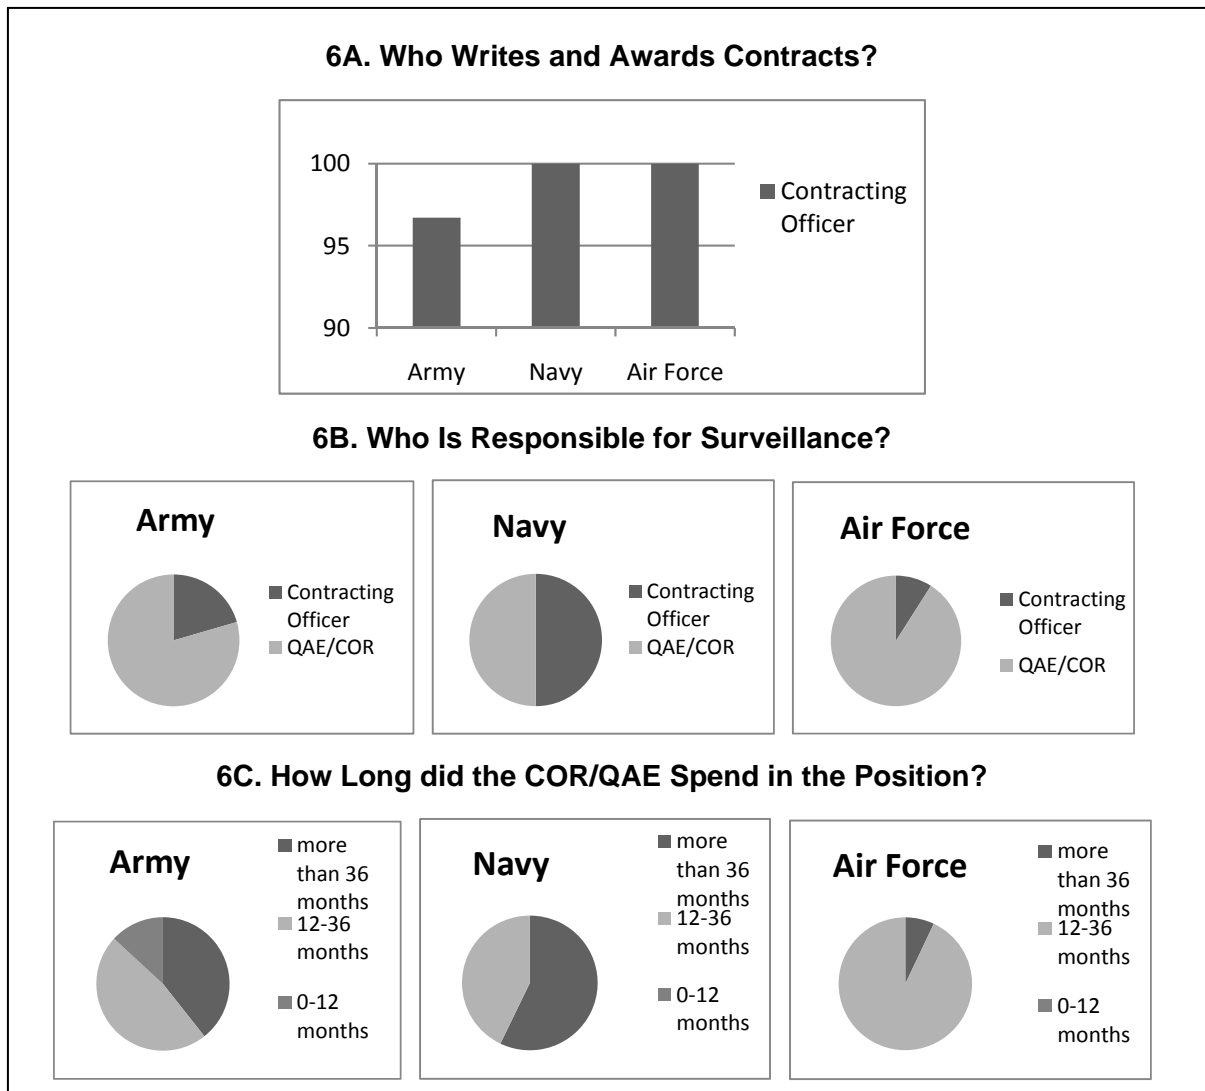 6A. Who Writes and Awards Contracts?
100
95
90
Army
Navy
Air Force
Contracting
Officer
6B. Who Is Responsible for Surveillance?
Army
Contracting
Officer
QAE/COR
Navy
Contracting
Officer
QAE/COR
Air Force
Contracting
Officer
QAE/COR
6C. How Long did the COR/QAE Spend in the Position?
Army
more
than 36
months
12-36
months
0-12
months
Navy
more
than 36
months
12-36
months
0-12
months
Air Force
more
than 36
months
12-36
months
0-12
months